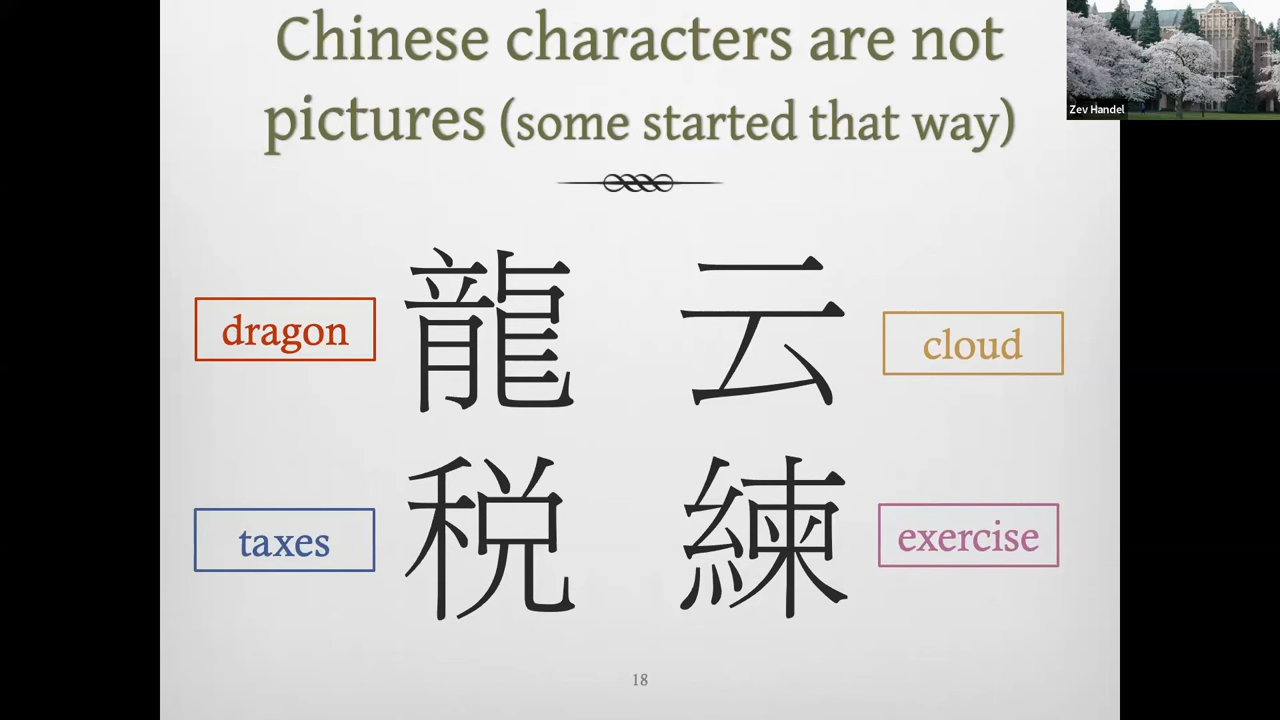 Chinese characters are not
pictures (some started that way)
Zev Handel
dragon
龍
云
cloud
taxes
税
練
exercise
18